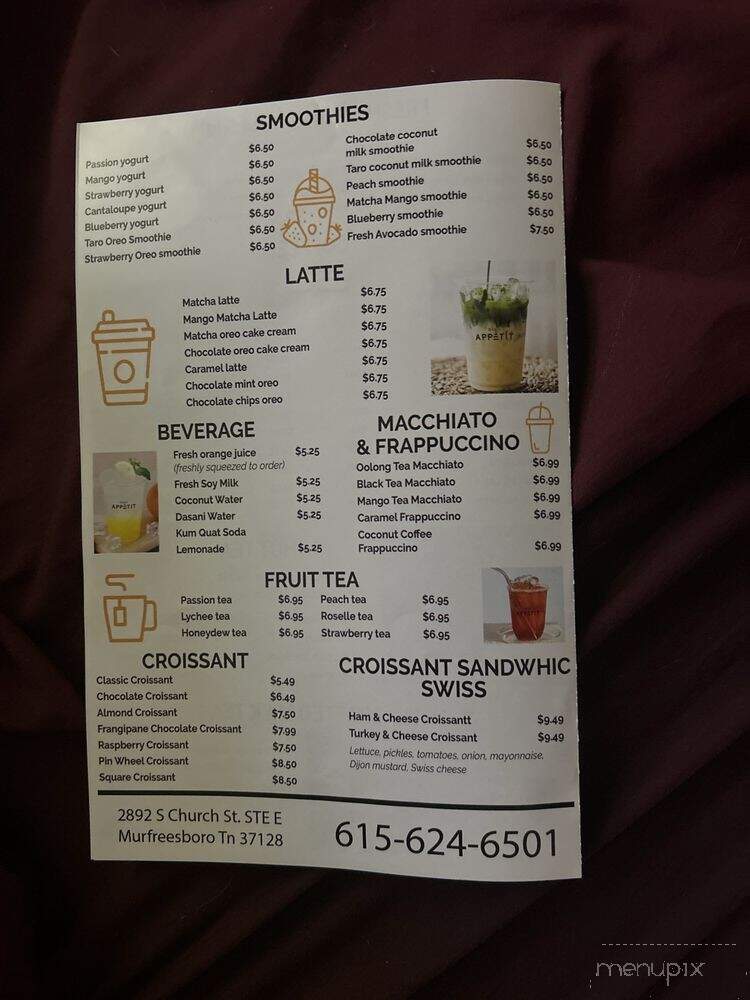 SMOOTHIES
Passion yogurt $6.50
Mango yogurt $6.50
Strawberry yogurt $6.50
Cantaloupe yogurt $6.50
Blueberry yogurt $6.50
Taro Oreo Smoothie $6.50
Strawberry Oreo smoothie $6.50
Chocolate coconut
milk smoothie $6.50
Taro coconut milk smoothie $6.50
Peach smoothie $6.50
Matcha Mango smoothie $6.50
Blueberry smoothie $6.50
Fresh Avocado smoothie $7.50
LATTE
Matcha latte $6.75
Mango Matcha Latte $6.75
Matcha oreo cake cream $6.75
Chocolate oreo cake cream $6.75
Caramel latte $6.75
Chocolate mint oreo $6.75
Chocolate chips oreo $6.75
APPETIT
BEVERAGE
Fresh orange juice $5.25
(freshly squeezed to order)
Fresh Soy Milk $5.25
Coconut Water $5.25
Dasani Water $5.25
Kum Quat Soda
Lemonade $5.25
APPETIT
MACCHIATO
& FRAPPUCCINO
Oolong Tea Macchiato $6.99
Black Tea Macchiato $6.99
Mango Tea Macchiato $6.99
Caramel Frappuccino $6.99
Coconut Coffee
Frappuccino $6.99
FRUIT TEA
Passion tea $6.95
Lychee tea $6.95
Honeydew tea $6.95
Peach tea $6.95
Roselle tea $6.95
Strawberry tea $6.95
APPETIT
CROISSANT
Classic Croissant $5.49
Chocolate Croissant $6.49
Almond Croissant $7.50
Frangipane Chocolate Croissant $7.99
Raspberry Croissant $7.50
Pin Wheel Croissant $8.50
Square Croissant $8.50
CROISSANT SANDWHIC
SWISS
Ham & Cheese Croissantt $9.49
Turkey & Cheese Croissant $9.49
Lettuce, pickles, tomatoes, onion, mayonnaise.
Dijon mustard, Swiss cheese
2892 S Church St. STE E
Murfreesboro Tn 37128
615-624-6501
menupix